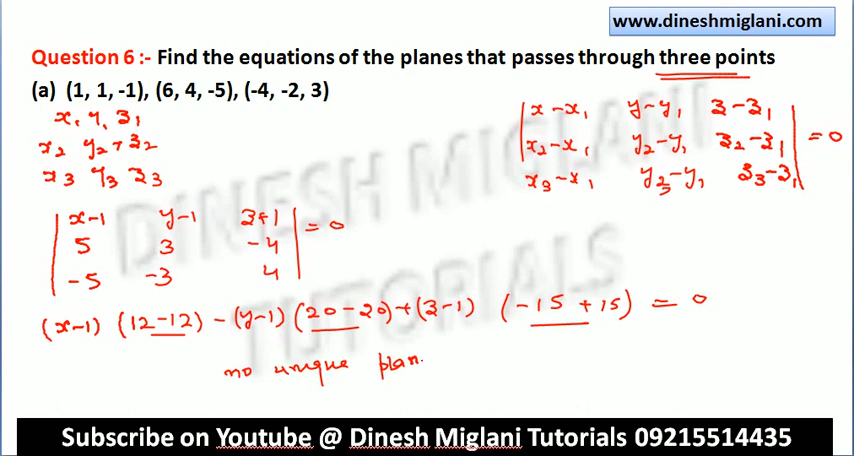 www.dineshmiglani.com
Question 6 :- Find the equations of the planes that passes through three points
(a) (1, 1, -1), (6, 4, -5), (-4, -2, 3)
x₁ y₁ z₁
x₂ y₂ z₂
x₃ y₃ z₃
| x-x₁ y-y₁ z-z₁ |
| x₂-x₁ y₂-y₁ z₂-z₁ | = 0
| x₃-x₁ y₃-y₁ z₃-z₁ |
| x-1 y-1 z+1 | = 0
| 5 3 -4 |
| -5 -3 4 |
(x-1) (12-12) - (y-1) (20-20) + (z-1) (-15+15) = 0
no unique plan.
DINESH MIGLANI
TUTORIALS
Subscribe on Youtube @ Dinesh Miglani Tutorials 09215514435